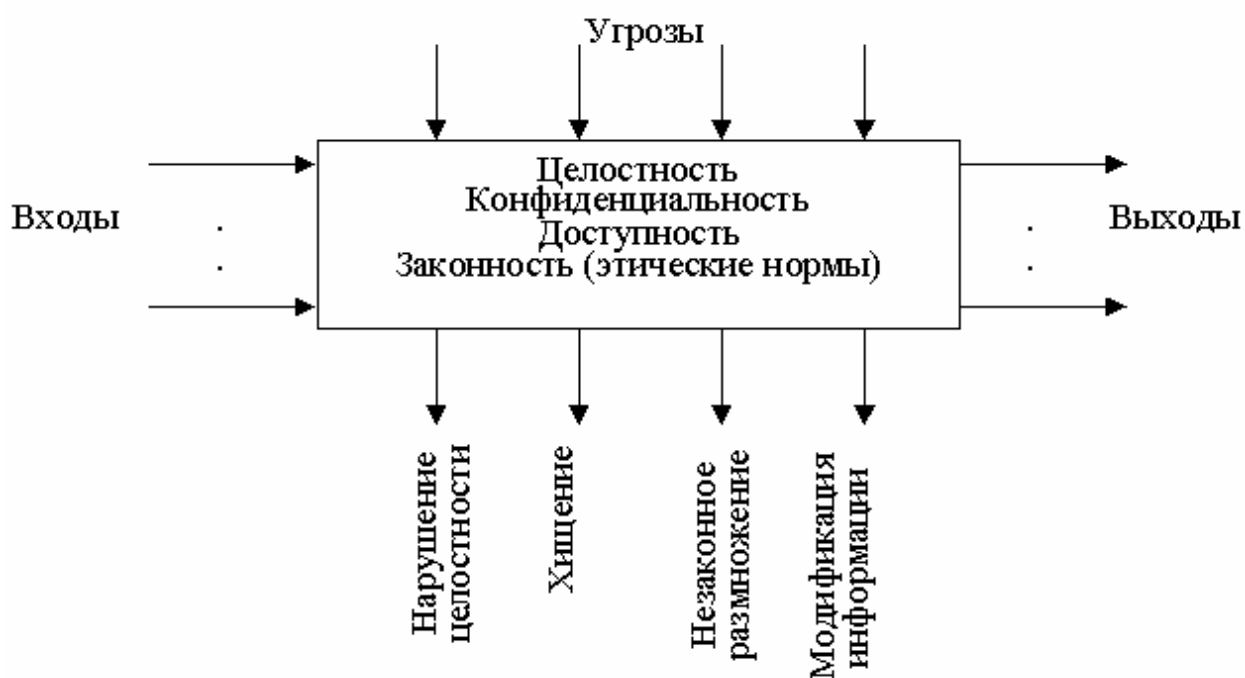 Угрозы
Целостность
Конфиденциальность
Доступность
Законность (этические нормы)
Входы
Выходы
Нарушение
целостности
Хищение
Незаконное
размножение
Модификация
информации